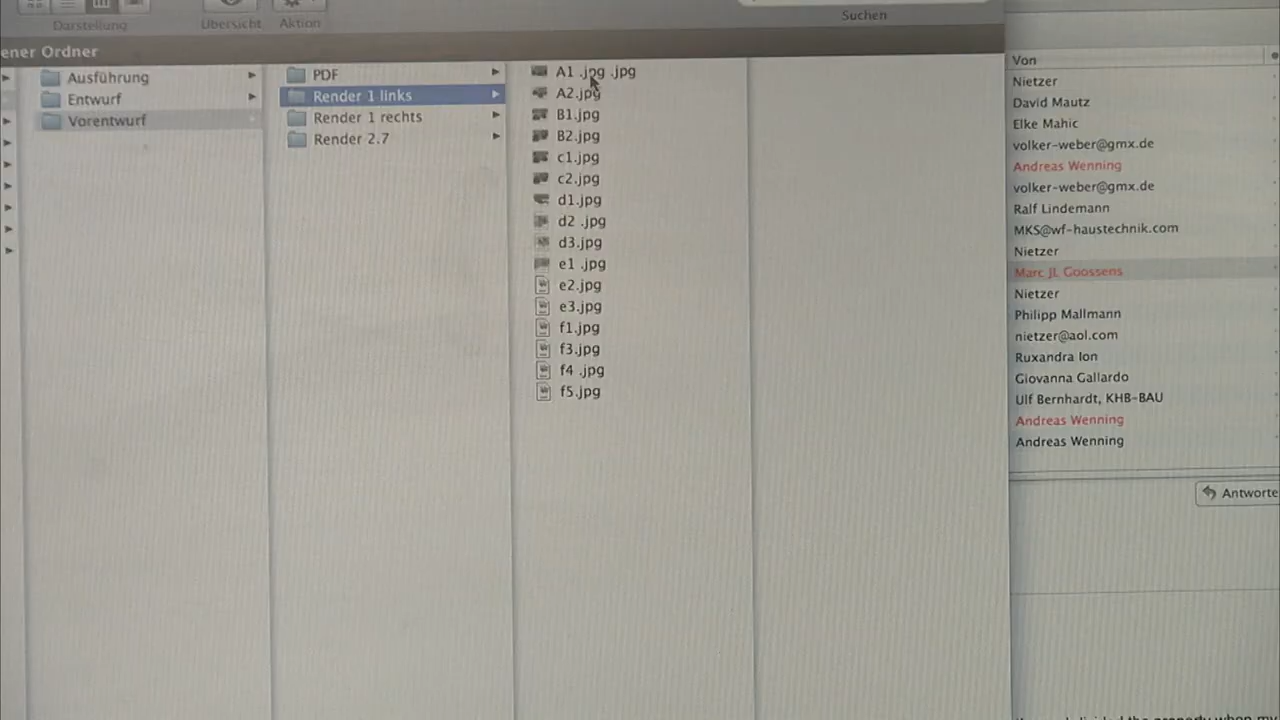 Darstellung
Übersicht
Aktion
Suchen
ener Ordner
Ausführung
Entwurf
Vorentwurf
PDF
Render 1 links
Render 1 rechts
Render 2.7
A1 .jpg .jpg
A2.jpg
B1.jpg
B2.jpg
c1.jpg
c2.jpg
d1.jpg
d2 .jpg
d3.jpg
e1 .jpg
e2.jpg
e3.jpg
f1.jpg
f3.jpg
f4 .jpg
f5.jpg
Von
Nietzer
David Mautz
Elke Mahic
volker-weber@gmx.de
Andreas Wenning
volker-weber@gmx.de
Ralf Lindemann
MKS@wf-haustechnik.com
Nietzer
Marc JL Goossens
Nietzer
Philipp Mallmann
nietzer@aol.com
Ruxandra Ion
Giovanna Gallardo
Ulf Bernhardt, KHB-BAU
Andreas Wenning
Andreas Wenning
Antworte